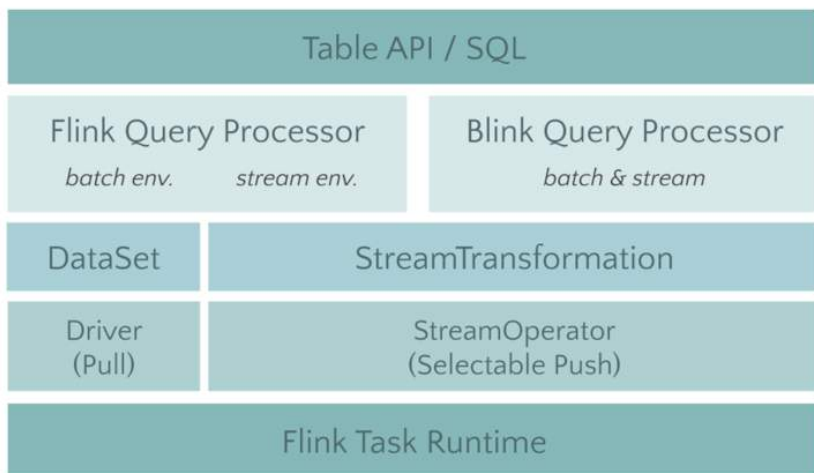 Table API / SQL
Flink Query Processor
batch env. stream env.
Blink Query Processor
batch & stream
DataSet
StreamTransformation
Driver
(Pull)
StreamOperator
(Selectable Push)
Flink Task Runtime